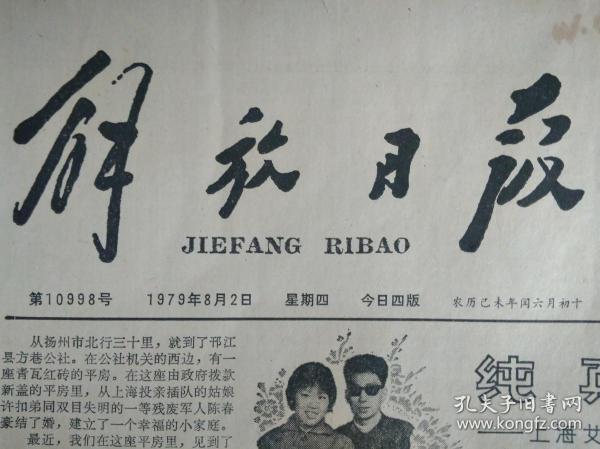 解放日报
JIEFANG RIBAO
第10998号 1979年8月2日 星期四 今日四版 农历己未年闰六月初十
从扬州市北行三十里，就到了邗江
县方巷公社。在公社机关的西边，有一
座青瓦红砖的平房。在这座由政府拨款
新盖的平房里，从上海投亲插队的姑娘
许扣弟同双目失明的一等残废军人陈春
豪结了婚，建立了一个幸福的小家庭。
最近，我们在这座平房里，见到了
纯真
——上海女
孔夫子旧书网
www.kongfz.com